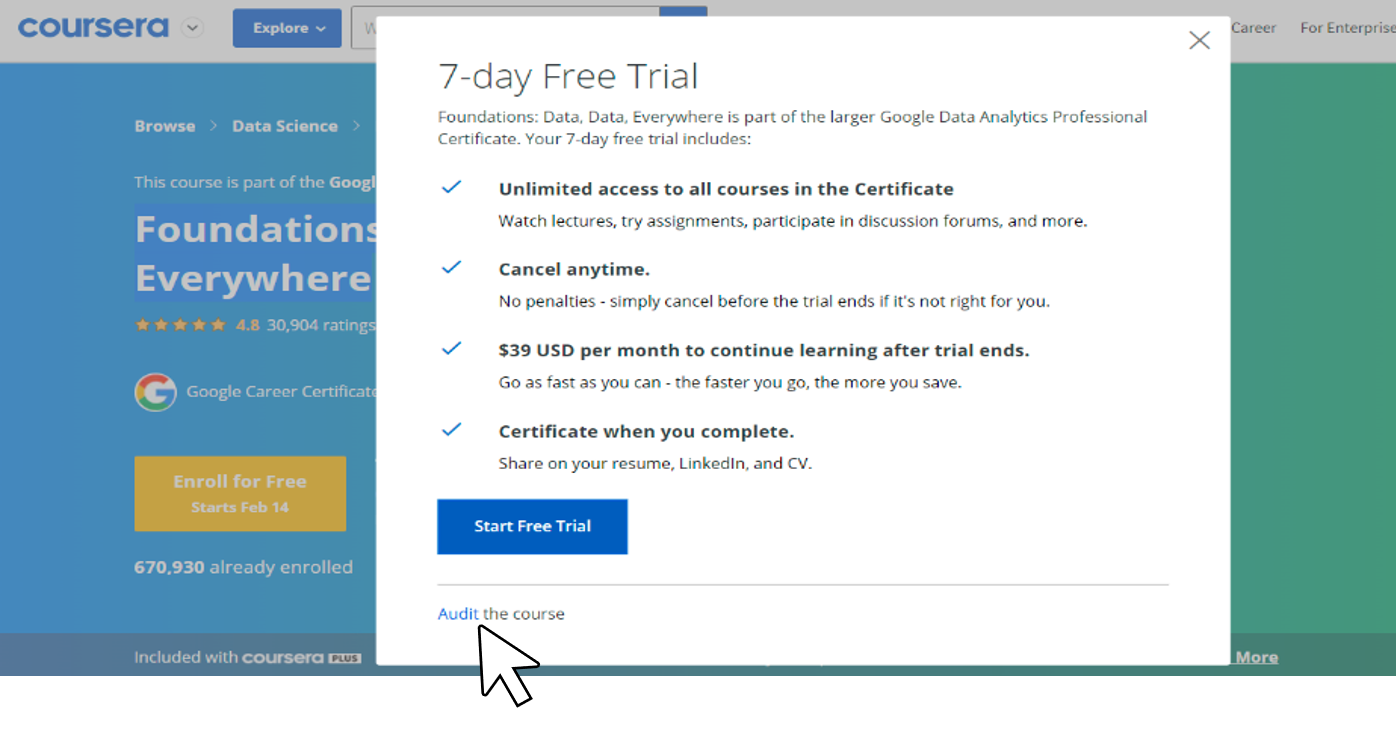 coursera
Explore
W
Career
For Enterprise
7-day Free Trial
Foundations: Data, Data, Everywhere is part of the larger Google Data Analytics Professional
Certificate. Your 7-day free trial includes:
Unlimited access to all courses in the Certificate
Watch lectures, try assignments, participate in discussion forums, and more.
Cancel anytime.
No penalties - simply cancel before the trial ends if it's not right for you.
$39 USD per month to continue learning after trial ends.
Go as fast as you can - the faster you go, the more you save.
Certificate when you complete.
Share on your resume, LinkedIn, and CV.
Start Free Trial
Audit the course
Browse > Data Science >
This course is part of the Googl
Foundations
Everywhere
4.8 30,904 ratings
Google Career Certificate
Enroll for Free
Starts Feb 14
670,930 already enrolled
Included with coursera PLUS
More